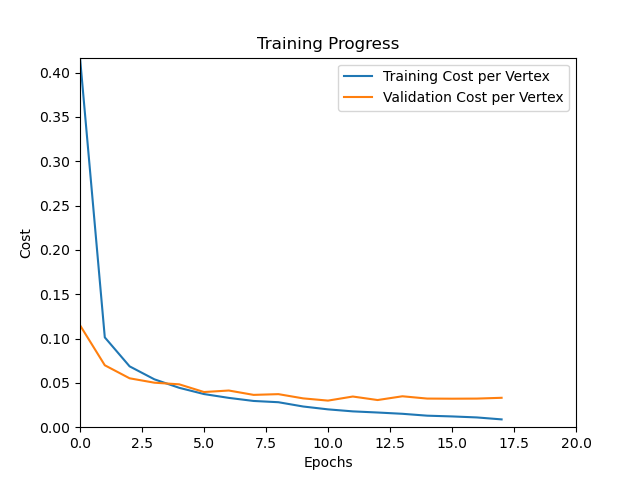 Training Progress
Training Cost per Vertex
Validation Cost per Vertex
0.40
0.35
0.30
0.25
0.20
0.15
0.10
0.05
0.00
Cost
0.0 2.5 5.0 7.5 10.0 12.5 15.0 17.5 20.0
Epochs